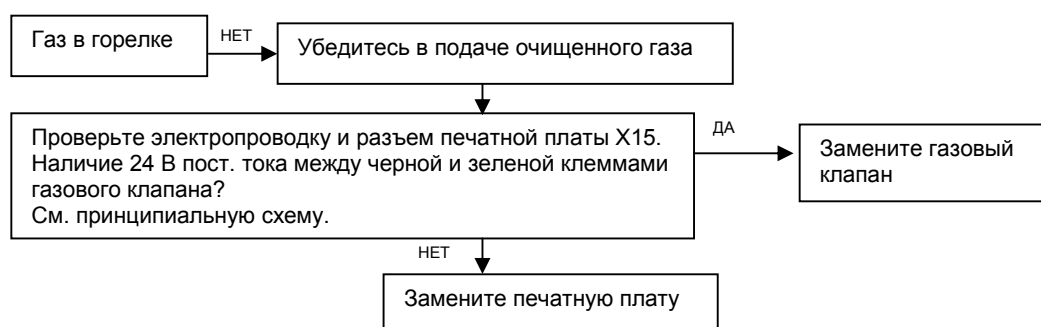 Газ в горелке
НЕТ
Убедитесь в подаче очищенного газа
Проверьте электропроводку и разъем печатной платы X15.
Наличие 24 В пост. тока между черной и зеленой клеммами
газового клапана?
См. принципиальную схему.
ДА
Замените газовый
клапан
НЕТ
Замените печатную плату